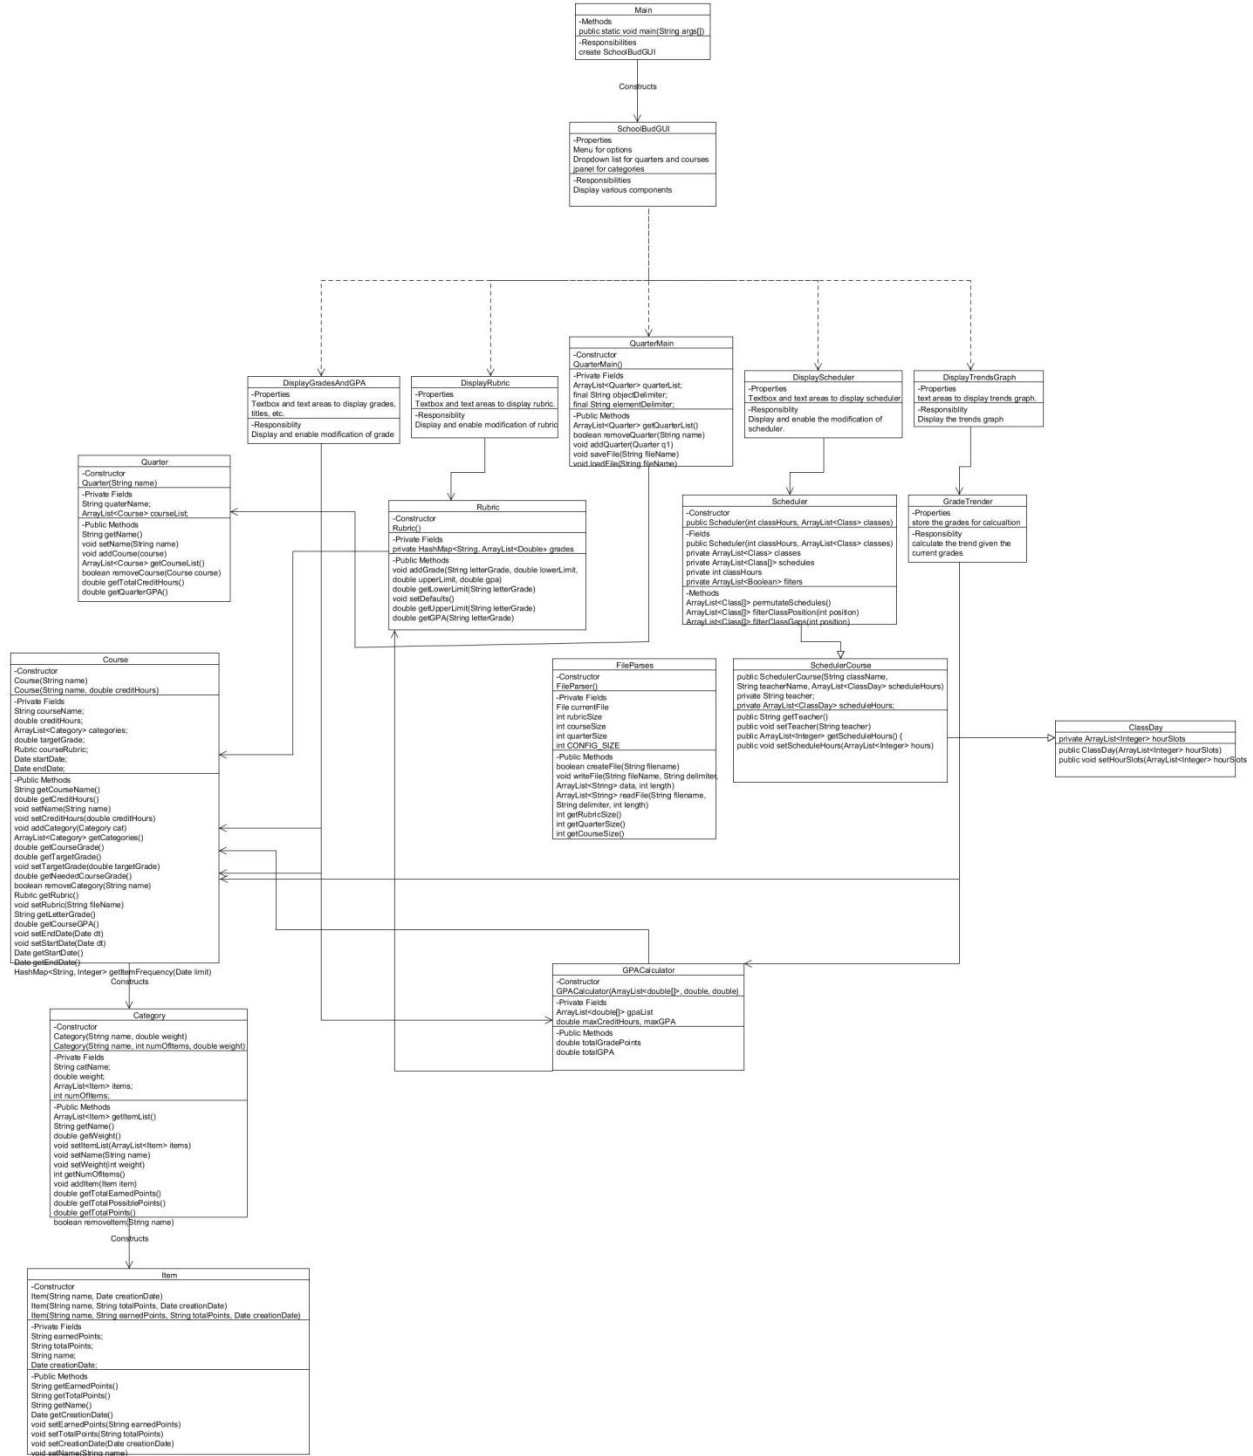 Main
-Methods
public static void main(String args[])
-Responsibilities
create SchoolBudGUI
Constructs
SchoolBudGUI
-Properties
Menu for options
Dropdown list for quarters and courses
jpanel for categories
-Responsibilities
Display various components
QuarterMain
-Constructor
QuarterMain()
-Private Fields
ArrayList<Quarter> quarterList;
final String objectDelimiter;
final String elementDelimiter;
-Public Methods
ArrayList<Quarter> getQuarterList()
boolean removeQuarter(String name)
void addQuarter(Quarter q1)
void saveFile(String fileName)
void loadFile(String fileName)
DisplayGradesAndGPA
-Properties
Textbox and text areas to display grades,
titles, etc.
-Responsiblity
Display and enable modification of grade
DisplayRubric
-Properties
Textbox and text areas to display rubric.
-Responsiblity
Display and enable modification of rubric
DisplayScheduler
-Properties
Textbox and text areas to display scheduler.
-Responsiblity
Display and enable the modification of
scheduler.
DisplayTrendsGraph
-Properties
text areas to display trends graph.
-Responsiblity
Display the trends graph
Quarter
-Constructor
Quarter(String name)
-Private Fields
String quaterName;
ArrayList<Course> courseList;
-Public Methods
String getName()
void setName(String name)
void addCourse(course)
ArrayList<Course> getCourseList()
boolean removeCourse(Course course)
double getTotalCreditHours()
double getQuarterGPA()
Rubric
-Constructor
Rubric()
-Private Fields
private HashMap<String, ArrayList<Double» grades
-Public Methods
void addGrade(String letterGrade, double lowerLimit,
double upperLimit, double gpa)
double getLowerLimit(String letterGrade)
void setDefaults()
double getUpperLimit(String letterGrade)
double getGPA(String letterGrade)
Scheduler
-Constructor
public Scheduler(int classHours, ArrayList<Class> classes)
-Fields
public Scheduler(int classHours, ArrayList<Class> classes)
private ArrayList<Class> classes
private ArrayList<Class[]> schedules
private int classHours
private ArrayList<Boolean> filters
-Methods
ArrayList<Class[]> permutateSchedules()
ArrayList<Class[]> filterClassPosition(int position)
ArrayList<Class[]> filterClassGaps(int position)
GradeTrender
-Properties
store the grades for calcualtion
-Responsiblity
calculate the trend given the
current grades
Course
-Constructor
Course(String name)
Course(String name, double creditHours)
-Private Fields
String courseName;
double creditHours;
ArrayList<Category> categories;
double targetGrade;
Rubric courseRubric;
Date startDate;
Date endDate;
-Public Methods
String getCourseName()
double getCreditHours()
void setName(String name)
void setCreditHours(double creditHours)
void addCategory(Category cat)
ArrayList<Category> getCategories()
double getCourseGrade()
double getTargetGrade()
void setTargetGrade(double targetGrade)
double getNeededCourseGrade()
boolean removeCategory(String name)
Rubric getRubric()
void setRubric(String fileName)
String getLetterGrade()
double getCourseGPA()
void setEndDate(Date dt)
void setStartDate(Date dt)
Date getStartDate()
Date getEndDate()
HashMap<String, Integer> getItemFrequency(Date limit)
Constructs
FileParses
-Constructor
FileParser()
-Private Fields
File currentFile
int rubricSize
int courseSize
int quarterSize
int CONFIG_SIZE
-Public Methods
boolean createFile(String filename)
void writeFile(String fileName, String delimiter,
ArrayList<String> data, int length)
ArrayList<String> readFile(String filename,
String delimiter, int length)
int getRubricSize()
int getQuarterSize()
int getCourseSize()
SchedulerCourse
public SchedulerCourse(String className,
String teacherName, ArrayList<ClassDay> scheduleHours)
private String teacher;
private ArrayList<ClassDay> scheduleHours;
public String getTeacher()
public void setTeacher(String teacher)
public ArrayList<Integer> getScheduleHours() {
public void setScheduleHours(ArrayList<Integer> hours)
ClassDay
private ArrayList<Integer> hourSlots
public ClassDay(ArrayList<Integer> hourSlots)
public void setHourSlots(ArrayList<Integer> hourSlots
GPACalculator
-Constructor
GPACalculator(ArrayList<double[]>, double, double)
-Private Fields
ArrayList<double[]> gpaList
double maxCreditHours, maxGPA
-Public Methods
double totalGradePoints
double totalGPA
Category
-Constructor
Category(String name, double weight)
Category(String name, int numOfItems, double weight)
-Private Fields
String catName;
double weight;
ArrayList<Item> items;
int numOfItems;
-Public Methods
ArrayList<Item> getItemList()
String getName()
double getWeight()
void setItemList(ArrayList<Item> items)
void setName(String name)
void setWeight(int weight)
int getNumOfItems()
void addItem(Item item)
double getTotalEarnedPoints()
double getTotalPossiblePoints()
double getTotalPoints()
boolean removeItem(String name)
Constructs
Item
-Constructor
Item(String name, Date creationDate)
Item(String name, String totalPoints, Date creationDate)
Item(String name, String earnedPoints, String totalPoints, Date creationDate)
-Private Fields
String earnedPoints;
String totalPoints;
String name;
Date creationDate;
-Public Methods
String getEarnedPoints()
String getTotalPoints()
String getName()
Date getCreationDate()
void setEarnedPoints(String earnedPoints)
void setTotalPoints(String totalPoints)
void setCreationDate(Date creationDate)
void setName(String name)